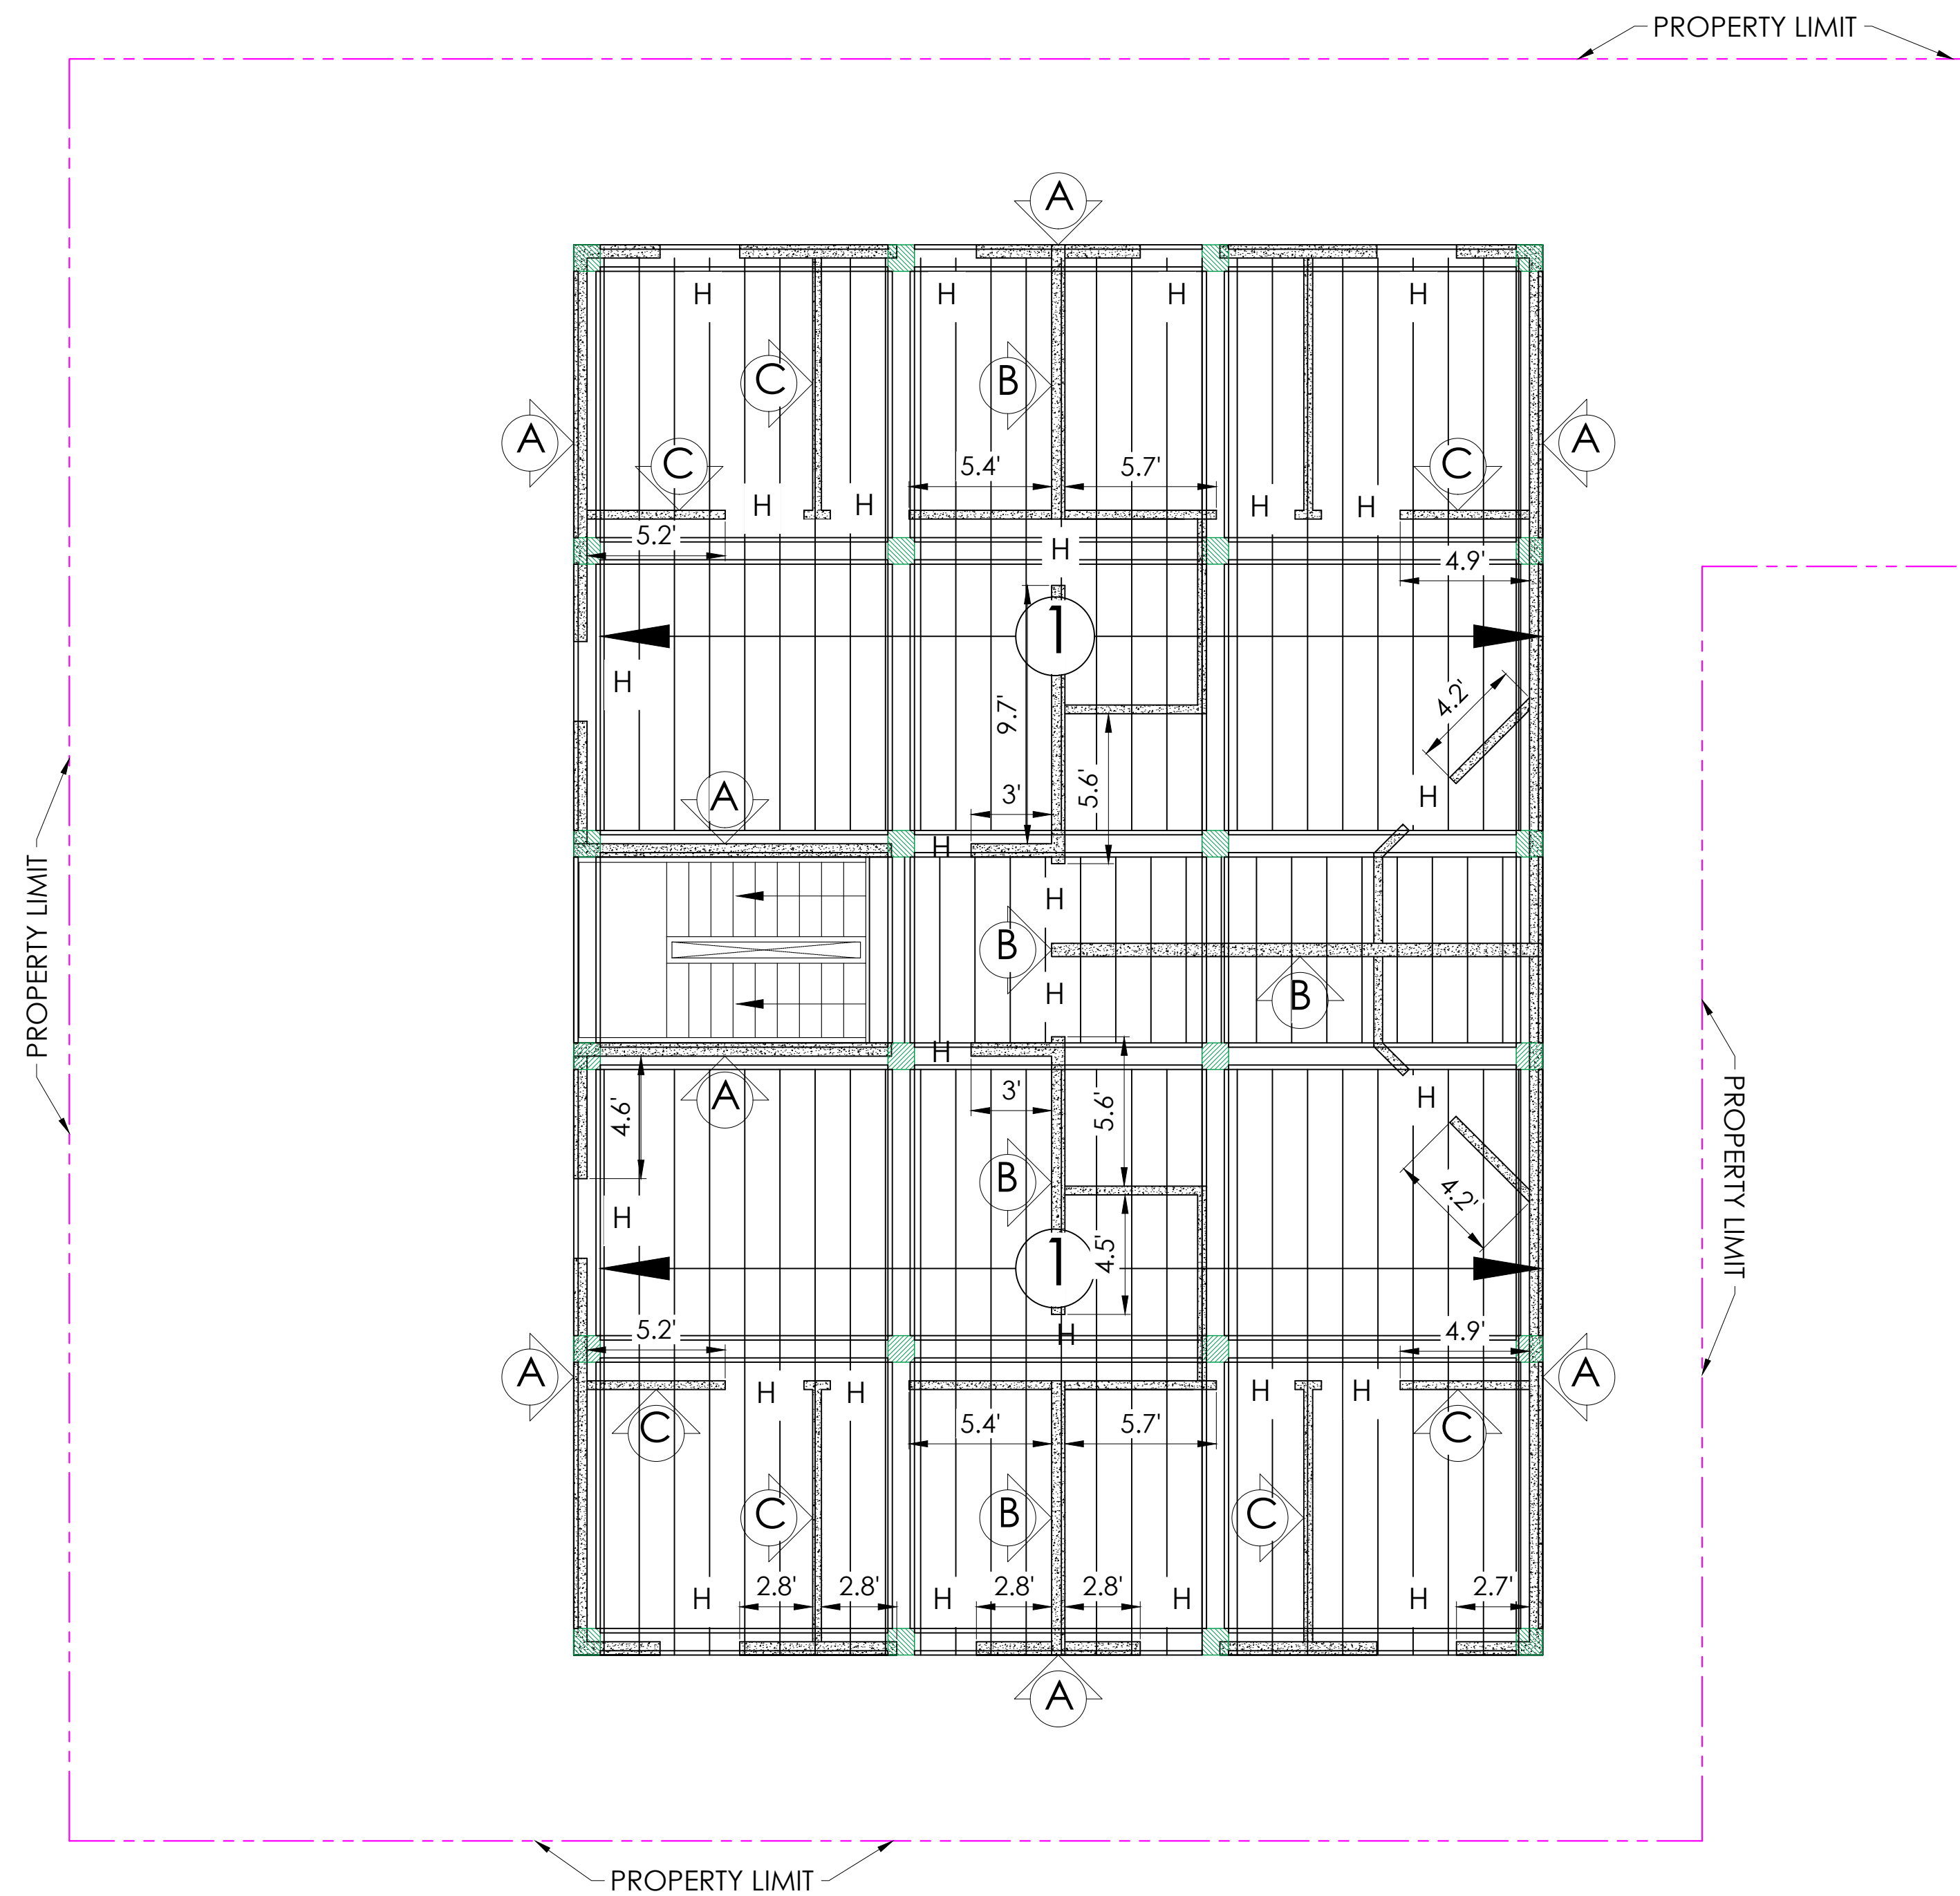 PROPERTY LIMIT
A
H H H H
C B
A C C A
5.4' 5.7'
H H H H
5.2' H 4.9'
1
H 4.2'
9.7'
A 3' 5.6' H
H
H
PROPERTY LIMIT
B
H B
H
A 3' 5.6' H
4.6'
PROPERTY LIMIT
B 4.2'
H
1 4.5'
5.2' H 4.9'
A H H H H A
C 5.4' 5.7' C
C B C
H 2.8' 2.8' H 2.8' 2.8' H H 2.7'
A
PROPERTY LIMIT